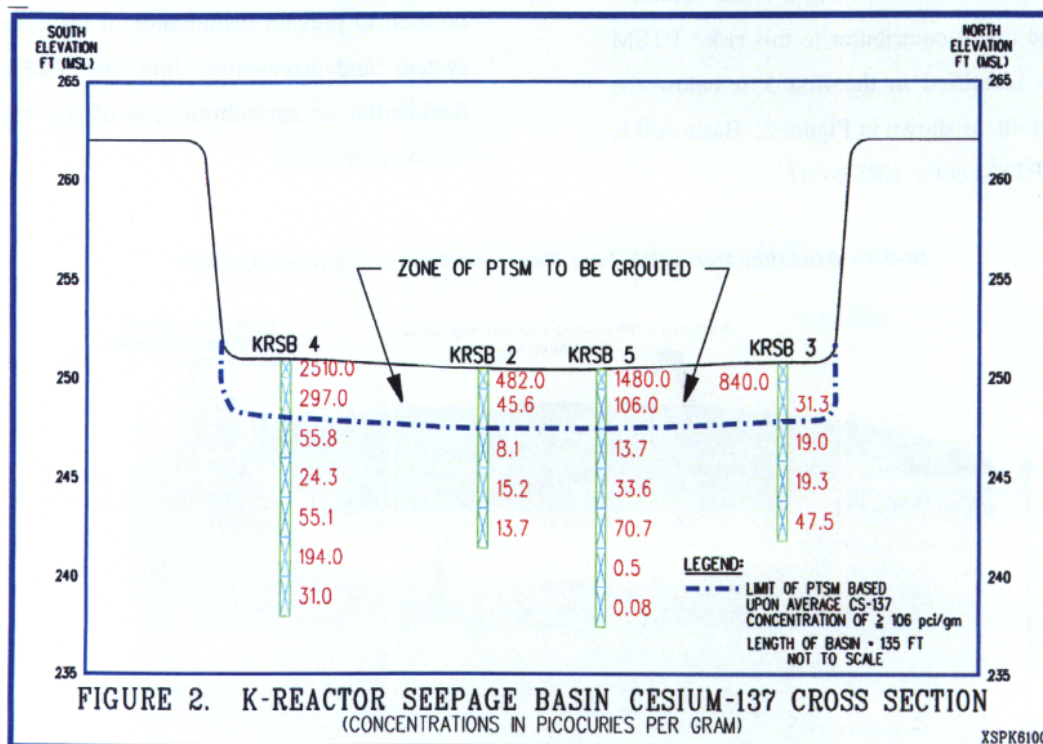 SOUTH
ELEVATION
FT (MSL)
NORTH
ELEVATION
FT (MSL)
265
265
260
260
255
255
ZONE OF PTSM TO BE GROUTED
KRSB 4
KRSB 2
KRSB 5
KRSB 3
250
250
2510.0
482.0
1480.0
840.0
297.0
45.6
106.0
31.3
55.8
8.1
13.7
19.0
245
245
24.3
15.2
33.6
19.3
55.1
13.7
70.7
47.5
194.0
0.5
240
240
31.0
0.08
LEGEND:
LIMIT OF PTSM BASED
UPON AVERAGE CS-137
CONCENTRATION OF ≥ 106 pci/gm
LENGTH OF BASIN = 135 FT
NOT TO SCALE
235
235
FIGURE 2. K-REACTOR SEEPAGE BASIN CESIUM-137 CROSS SECTION
(CONCENTRATIONS IN PICOCURIES PER GRAM)
XSPK6100